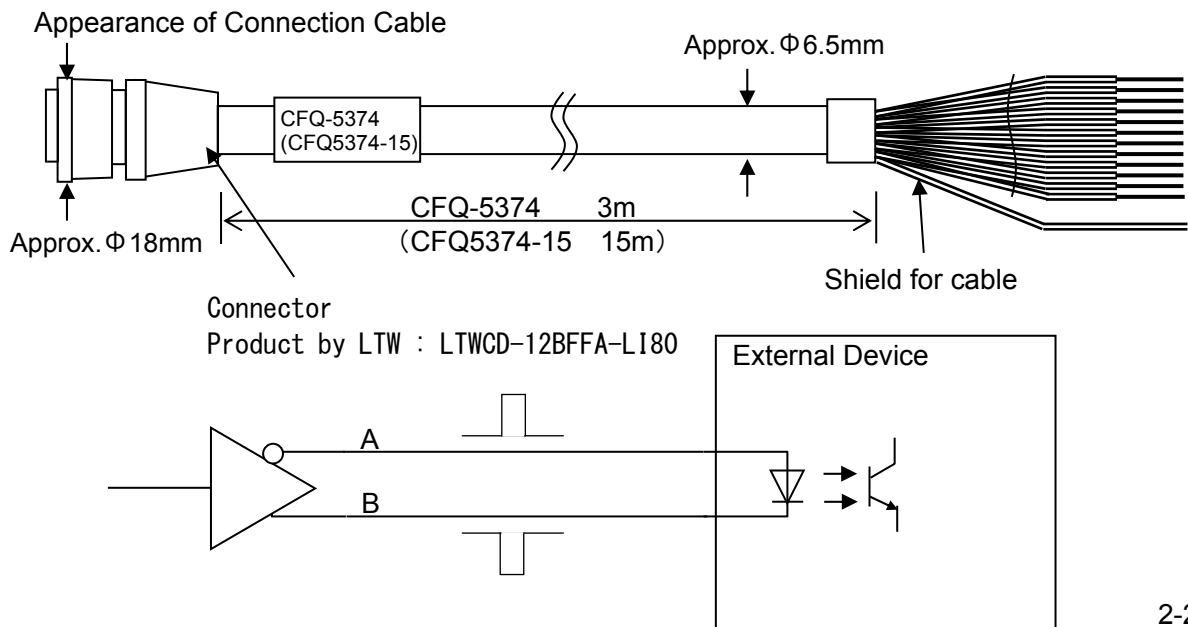 Appearance of Connection Cable
Approx.Φ6.5mm
CFQ-5374
(CFQ5374-15)
CFQ-5374 3m
(CFQ5374-15 15m)
Approx.Φ18mm
Shield for cable
Connector
Product by LTW : LTWCD-12BFFA-LI80
External Device
A
B